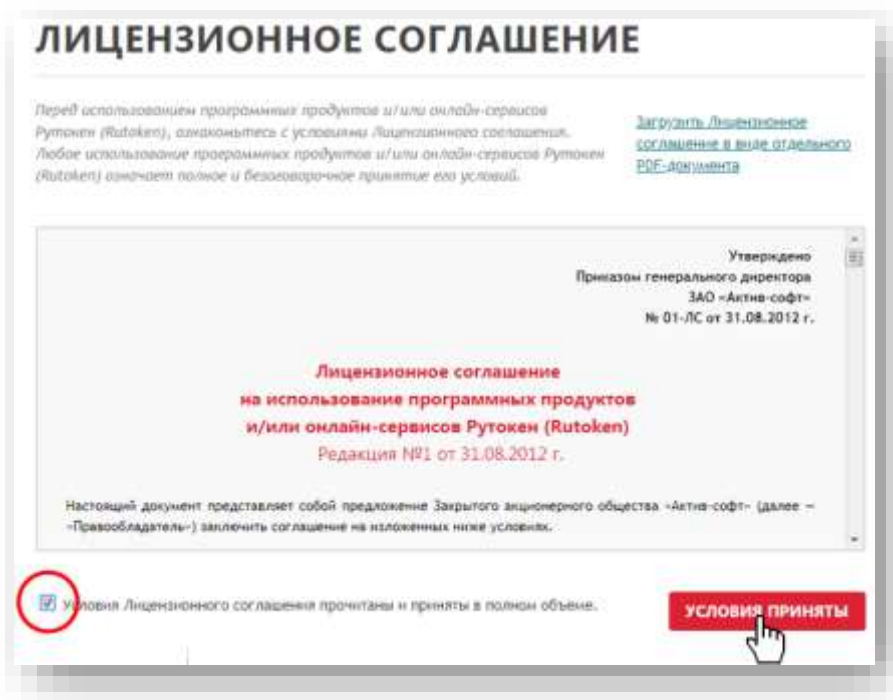 ЛИЦЕНЗИОННОЕ СОГЛАШЕНИЕ
Перед использованием программных продуктов и/или онлайн-сервисов
Рутокен (Rutoken), ознакомьтесь с условиями Лицензионного соглашения.
Любое использование программных продуктов и/или онлайн-сервисов Рутокен
(Rutoken) означает полное и безоговорочное принятие его условий.
Загрузить Лицензионное
соглашение в виде отдельного
PDF-документа
Утверждено
Приказом генерального директора
ЗАО «Актив-софт»
№ 01-ЛС от 31.08.2012 г.
Лицензионное соглашение
на использование программных продуктов
и/или онлайн-сервисов Рутокен (Rutoken)
Редакция №1 от 31.08.2012 г.
Настоящий документ представляет собой предложение Закрытого акционерного общества «Актив-софт» (далее –
«Правообладатель») заключить соглашение на изложенных ниже условиях.
Условия Лицензионного соглашения прочитаны и приняты в полном объеме.
УСЛОВИЯ ПРИНЯТЫ